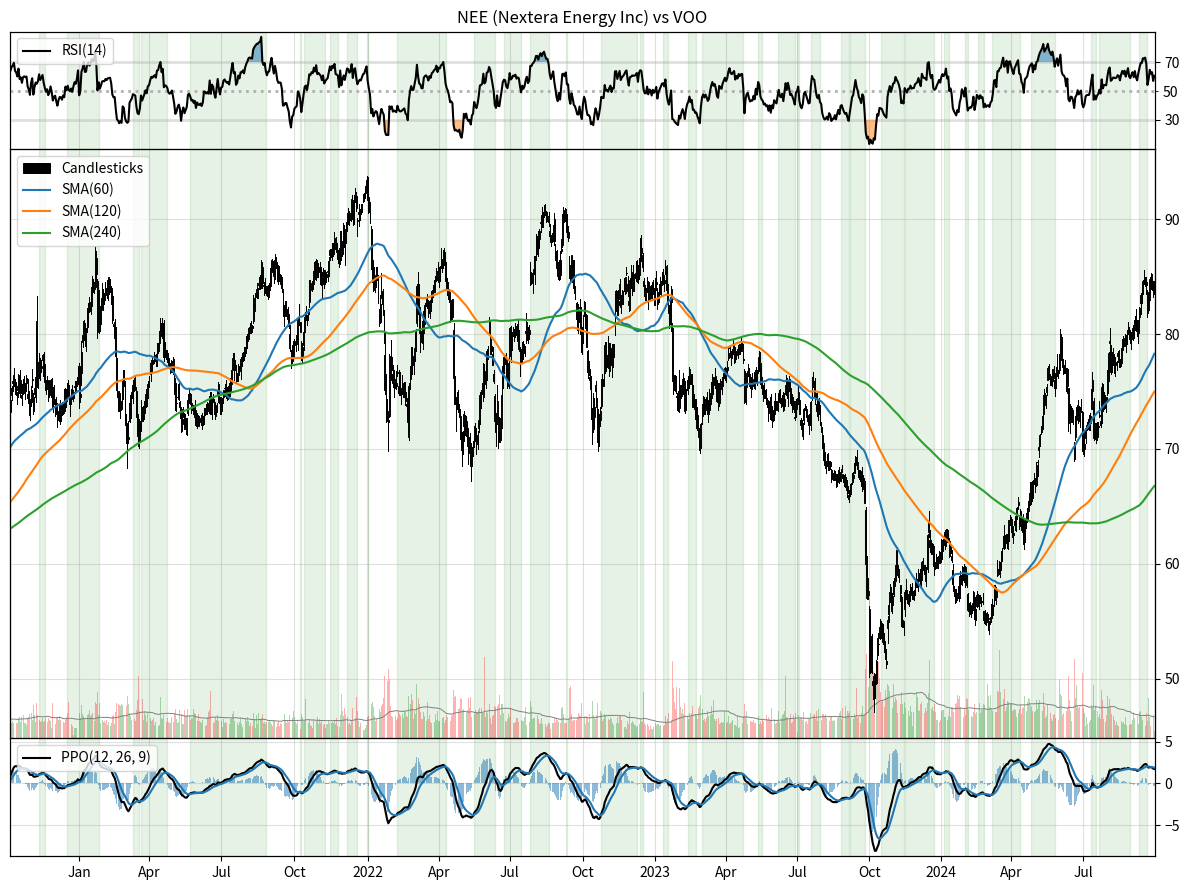 NEE (Nextera Energy Inc) vs VOO
RSI(14)
70
50
30
Candlesticks
SMA(60)
SMA(120)
SMA(240)
90
80
70
60
50
PPO(12, 26, 9)
5
0
−5
Jan Apr Jul Oct 2022 Apr Jul Oct 2023 Apr Jul Oct 2024 Apr Jul